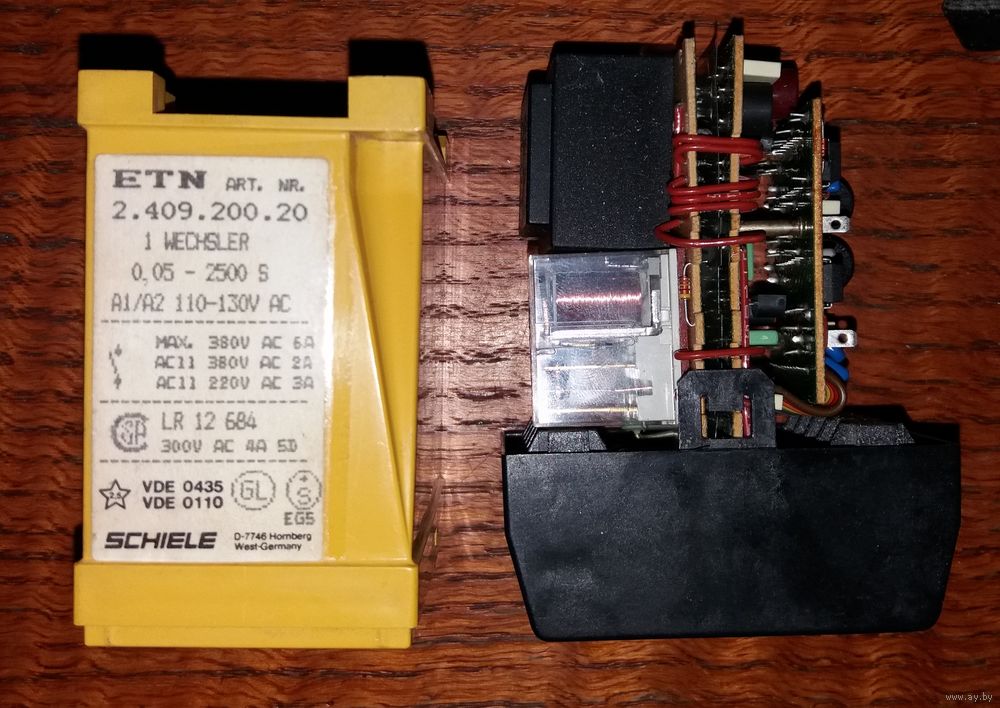 ETN ART. NR.
2.409.200.20
1 WECHSLER
0,05 - 2500 S
A1/A2 110-130V AC
MAX. 380V AC 6A
AC11 380V AC 2A
AC11 220V AC 3A
LR 12 684
300V AC 4A 5D
2.5
VDE 0435
VDE 0110
GL
+S
EG5
SCHIELE
D-7746 Hornberg
West-Germany
www.ay.by